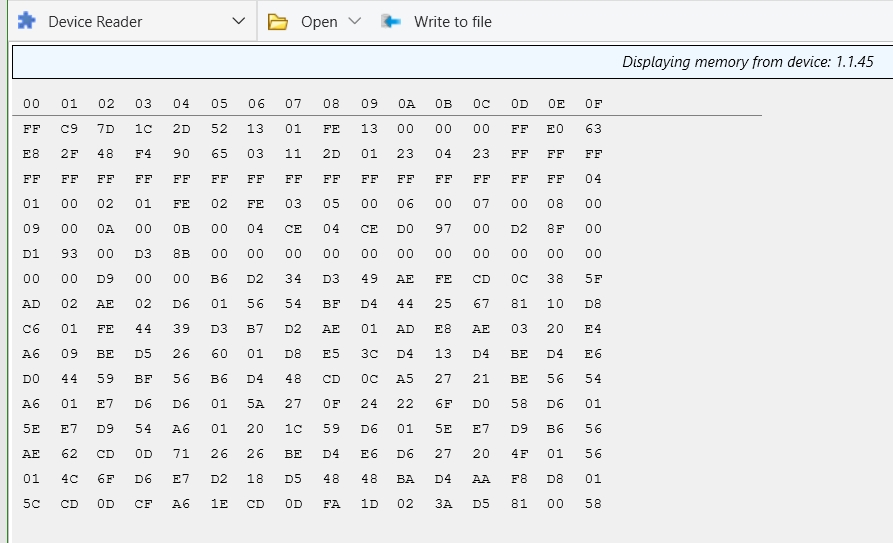 Device Reader Open Write to file
Displaying memory from device: 1.1.45
00 01 02 03 04 05 06 07 08 09 0A 0B 0C 0D 0E 0F
FF C9 7D 1C 2D 52 13 01 FE 13 00 00 00 FF E0 63
E8 2F 48 F4 90 65 03 11 2D 01 23 04 23 FF FF FF
FF FF FF FF FF FF FF FF FF FF FF FF FF FF FF 04
01 00 02 01 FE 02 FE 03 05 00 06 00 07 00 08 00
09 00 0A 00 0B 00 04 CE 04 CE D0 97 00 D2 8F 00
D1 93 00 D3 8B 00 00 00 00 00 00 00 00 00 00 00
00 00 D9 00 00 B6 D2 34 D3 49 AE FE CD 0C 38 5F
AD 02 AE 02 D6 01 56 54 BF D4 44 25 67 81 10 D8
C6 01 FE 44 39 D3 B7 D2 AE 01 AD E8 AE 03 20 E4
A6 09 BE D5 26 60 01 D8 E5 3C D4 13 D4 BE D4 E6
D0 44 59 BF 56 B6 D4 48 CD 0C A5 27 21 BE 56 54
A6 01 E7 D6 D6 01 5A 27 0F 24 22 6F D0 58 D6 01
5E E7 D9 54 A6 01 20 1C 59 D6 01 5E E7 D9 B6 56
AE 62 CD 0D 71 26 26 BE D4 E6 D6 27 20 4F 01 56
01 4C 6F D6 E7 D2 18 D5 48 48 BA D4 AA F8 D8 01
5C CD 0D CF A6 1E CD 0D FA 1D 02 3A D5 81 00 58